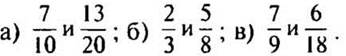 а) 7/10 и 13/20; б) 2/3 и 5/8; в) 7/9 и 6/18.